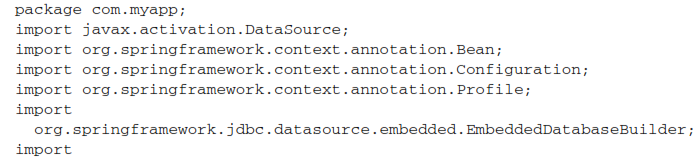 package com.myapp;
import javax.activation.DataSource;
import org.springframework.context.annotation.Bean;
import org.springframework.context.annotation.Configuration;
import org.springframework.context.annotation.Profile;
import
org.springframework.jdbc.datasource.embedded.EmbeddedDatabaseBuilder;
import